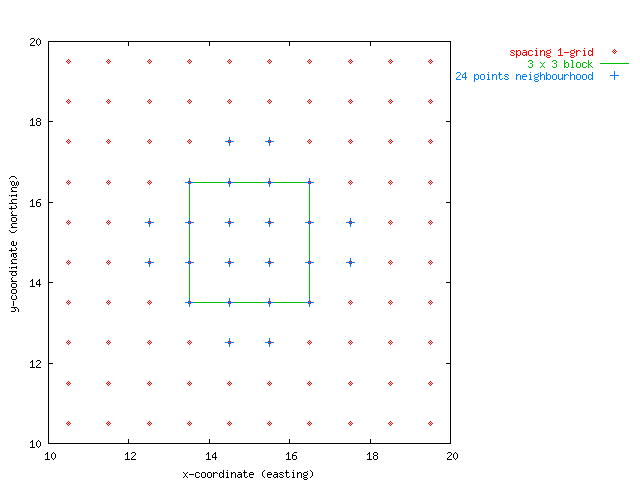 spacing 1-grid
3 x 3 block
24 points neighbourhood
20
18
16
14
12
10
y-coordinate (northing)
10 12 14 16 18 20
x-coordinate (easting)